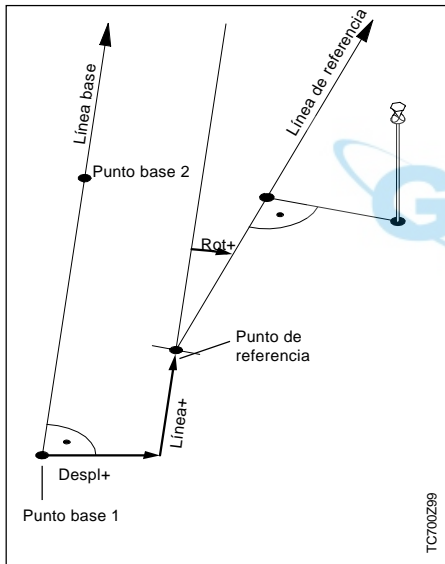 Línea base
Línea de referencia
Punto base 2
Rot+
Punto de
referencia
Línea+
Despl+
Punto base 1
TC700Z99
G